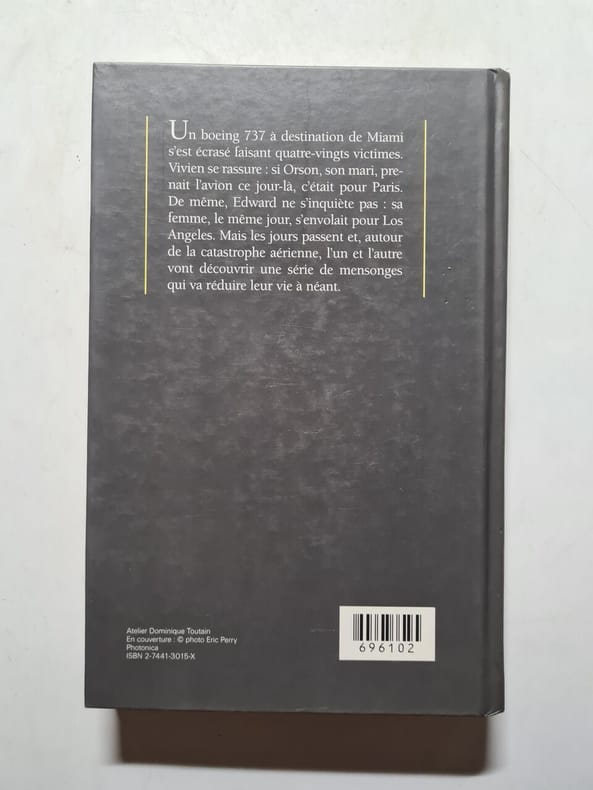 Un boeing 737 à destination de Miami
s'est écrasé faisant quatre-vingts victimes.
Vivien se rassure : si Orson, son mari, pre-
nait l'avion ce jour-là, c'était pour Paris.
De même, Edward ne s'inquiète pas : sa
femme, le même jour, s'envolait pour Los
Angeles. Mais les jours passent et, autour
de la catastrophe aérienne, l'un et l'autre
vont découvrir une série de mensonges
qui va réduire leur vie à néant.
Atelier Dominique Toutain
En couverture : © photo Eric Perry
Photonica
ISBN 2-7441-3015-X
696102